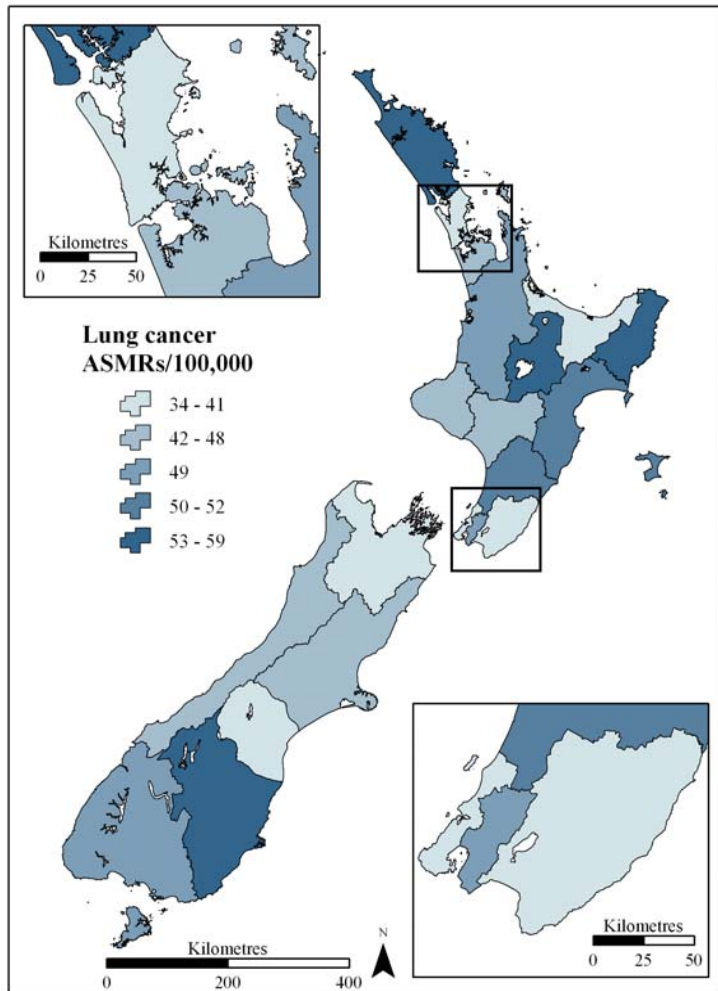 Kilometres
0 25 50
Lung cancer
ASMRs/100,000
34 - 41
42 - 48
49
50 - 52
53 - 59
Kilometres
0 200 400
N
Kilometres
0 25 50